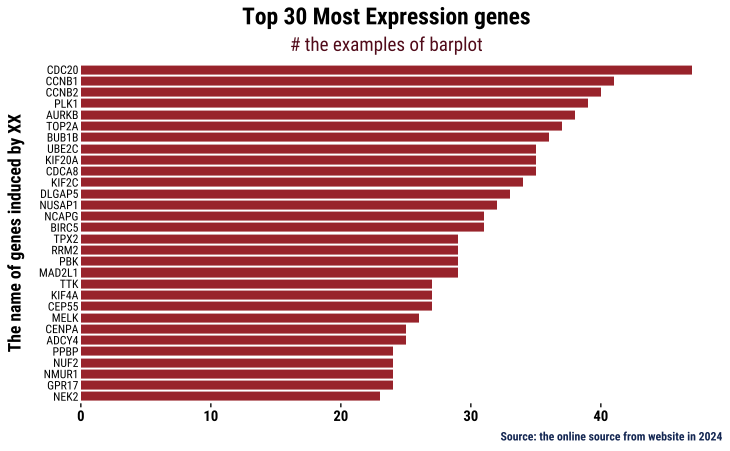 Top 30 Most Expression genes
# the examples of barplot
The name of genes induced by XX
CDC20
CCNB1
CCNB2
PLK1
AURKB
TOP2A
BUB1B
UBE2C
KIF20A
CDCA8
KIF2C
DLGAP5
NUSAP1
NCAPG
BIRC5
TPX2
RRM2
PBK
MAD2L1
TTK
KIF4A
CEP55
MELK
CENPA
ADCY4
PPBP
NUF2
NMUR1
GPR17
NEK2
0 10 20 30 40
Source: the online source from website in 2024